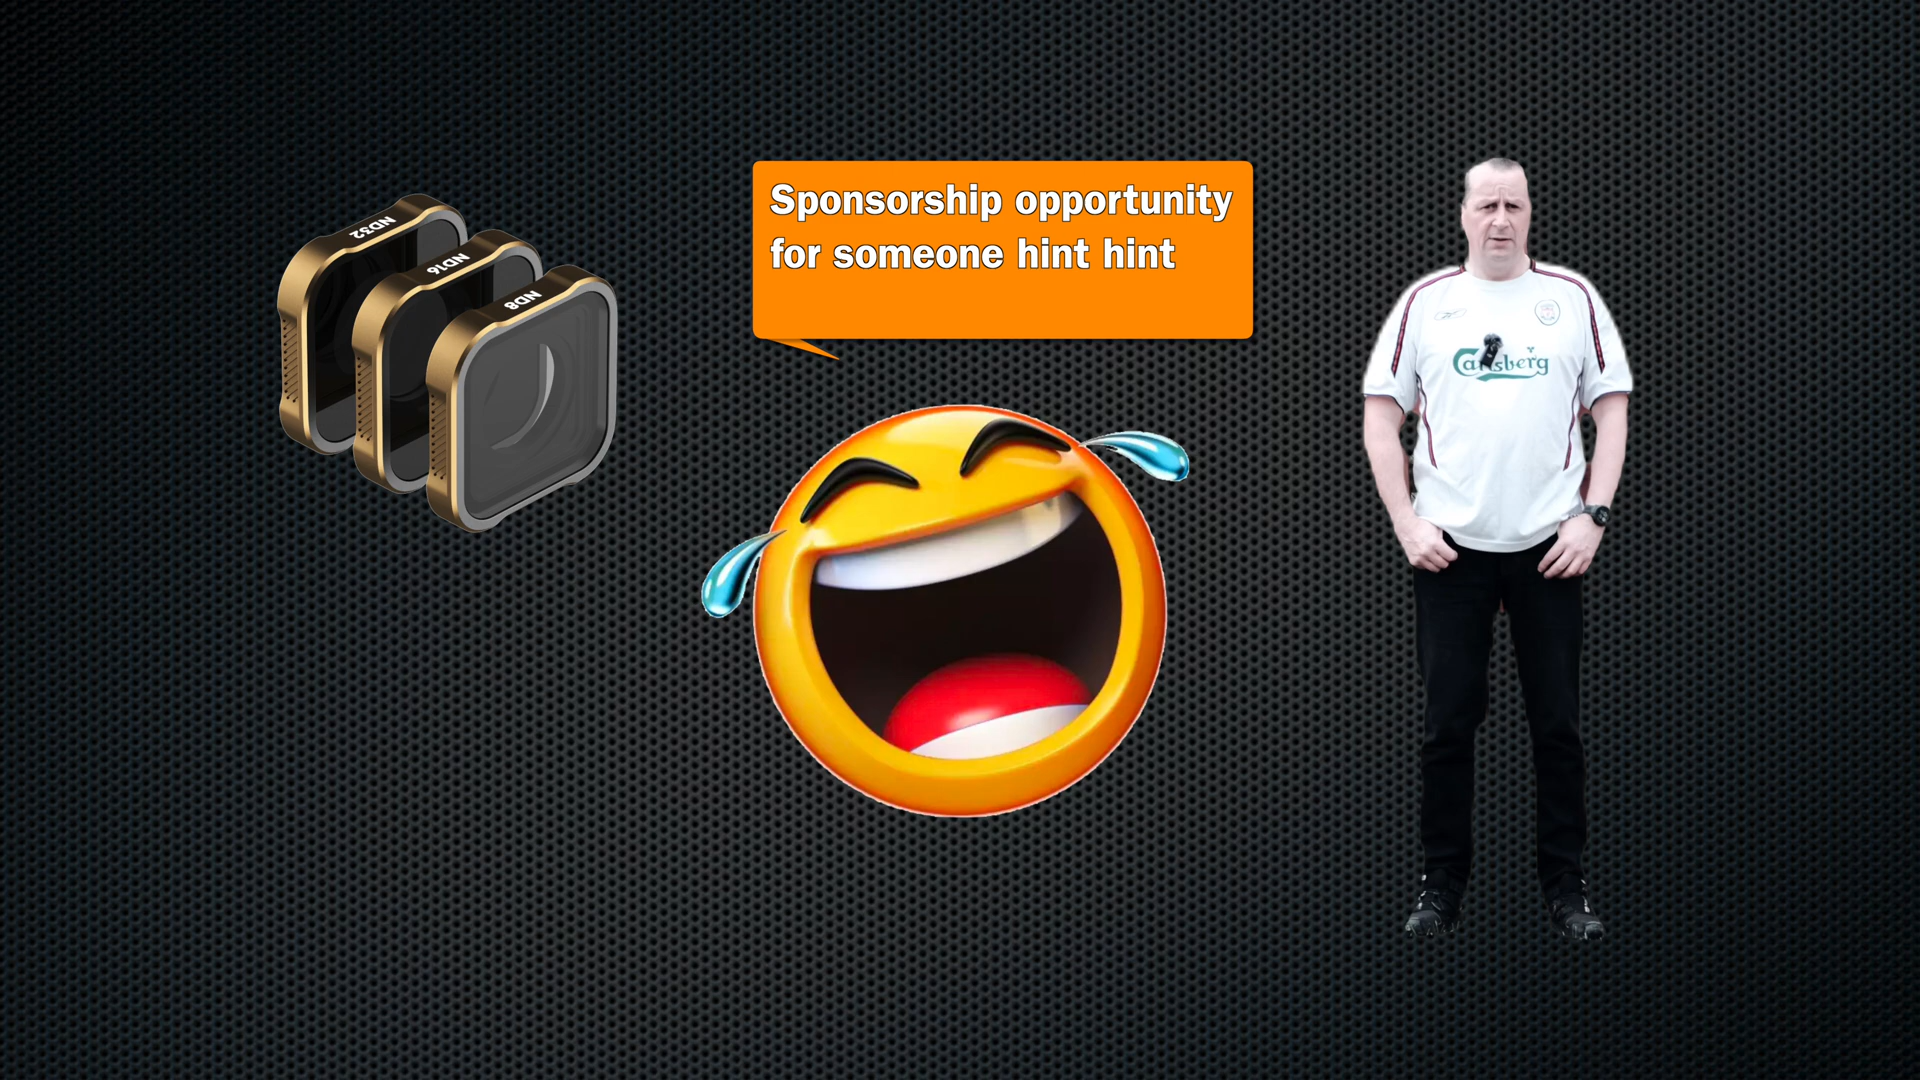 Sponsorship opportunity
for someone hint hint
ND32
ND16
ND8
Carlsberg